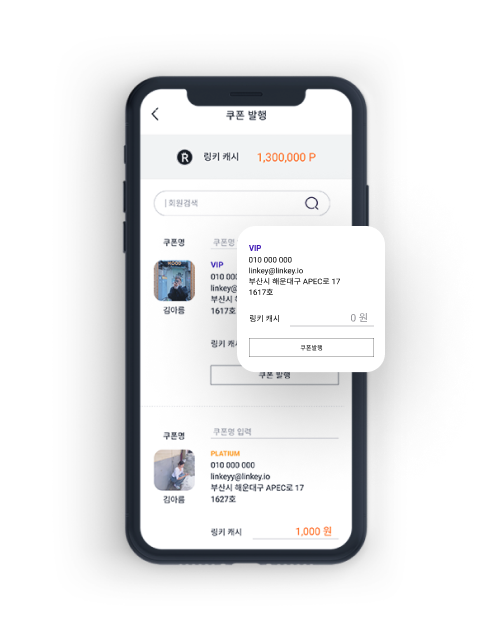 쿠폰 발행
링키 캐시 1,300,000 P
회원검색
쿠폰명 쿠폰명
VIP
010 000
linkey@
부산시 해
1617호
김아름
링키 캐시
쿠폰 발행
VIP
010 000 000
linkey@linkey.io
부산시 해운대구 APEC로 17
1617호
링키 캐시 0 원
쿠폰발행
쿠폰명 쿠폰명 입력
PLATIUM
010 000 000
linkeyy@linkey.io
부산시 해운대구 APEC로 17
1627호
김아름
링키 캐시 1,000 원